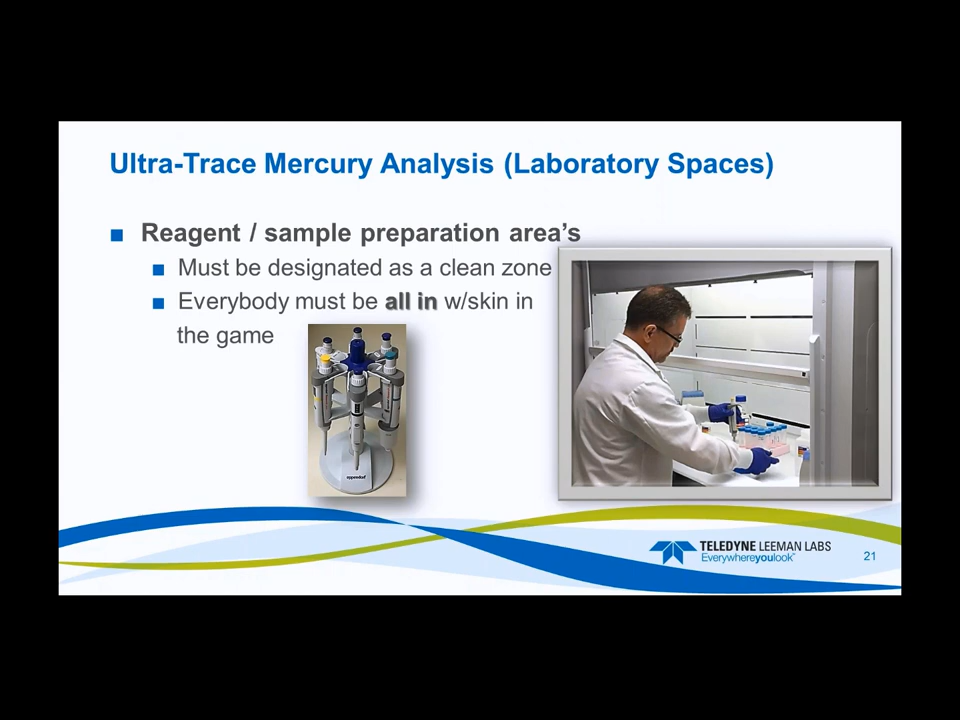 Ultra-Trace Mercury Analysis (Laboratory Spaces)
Reagent / sample preparation area's
Must be designated as a clean zone
Everybody must be all in w/skin in
the game
eppendorf
TELEDYNE LEEMAN LABS
Everywhereyoulook™
21